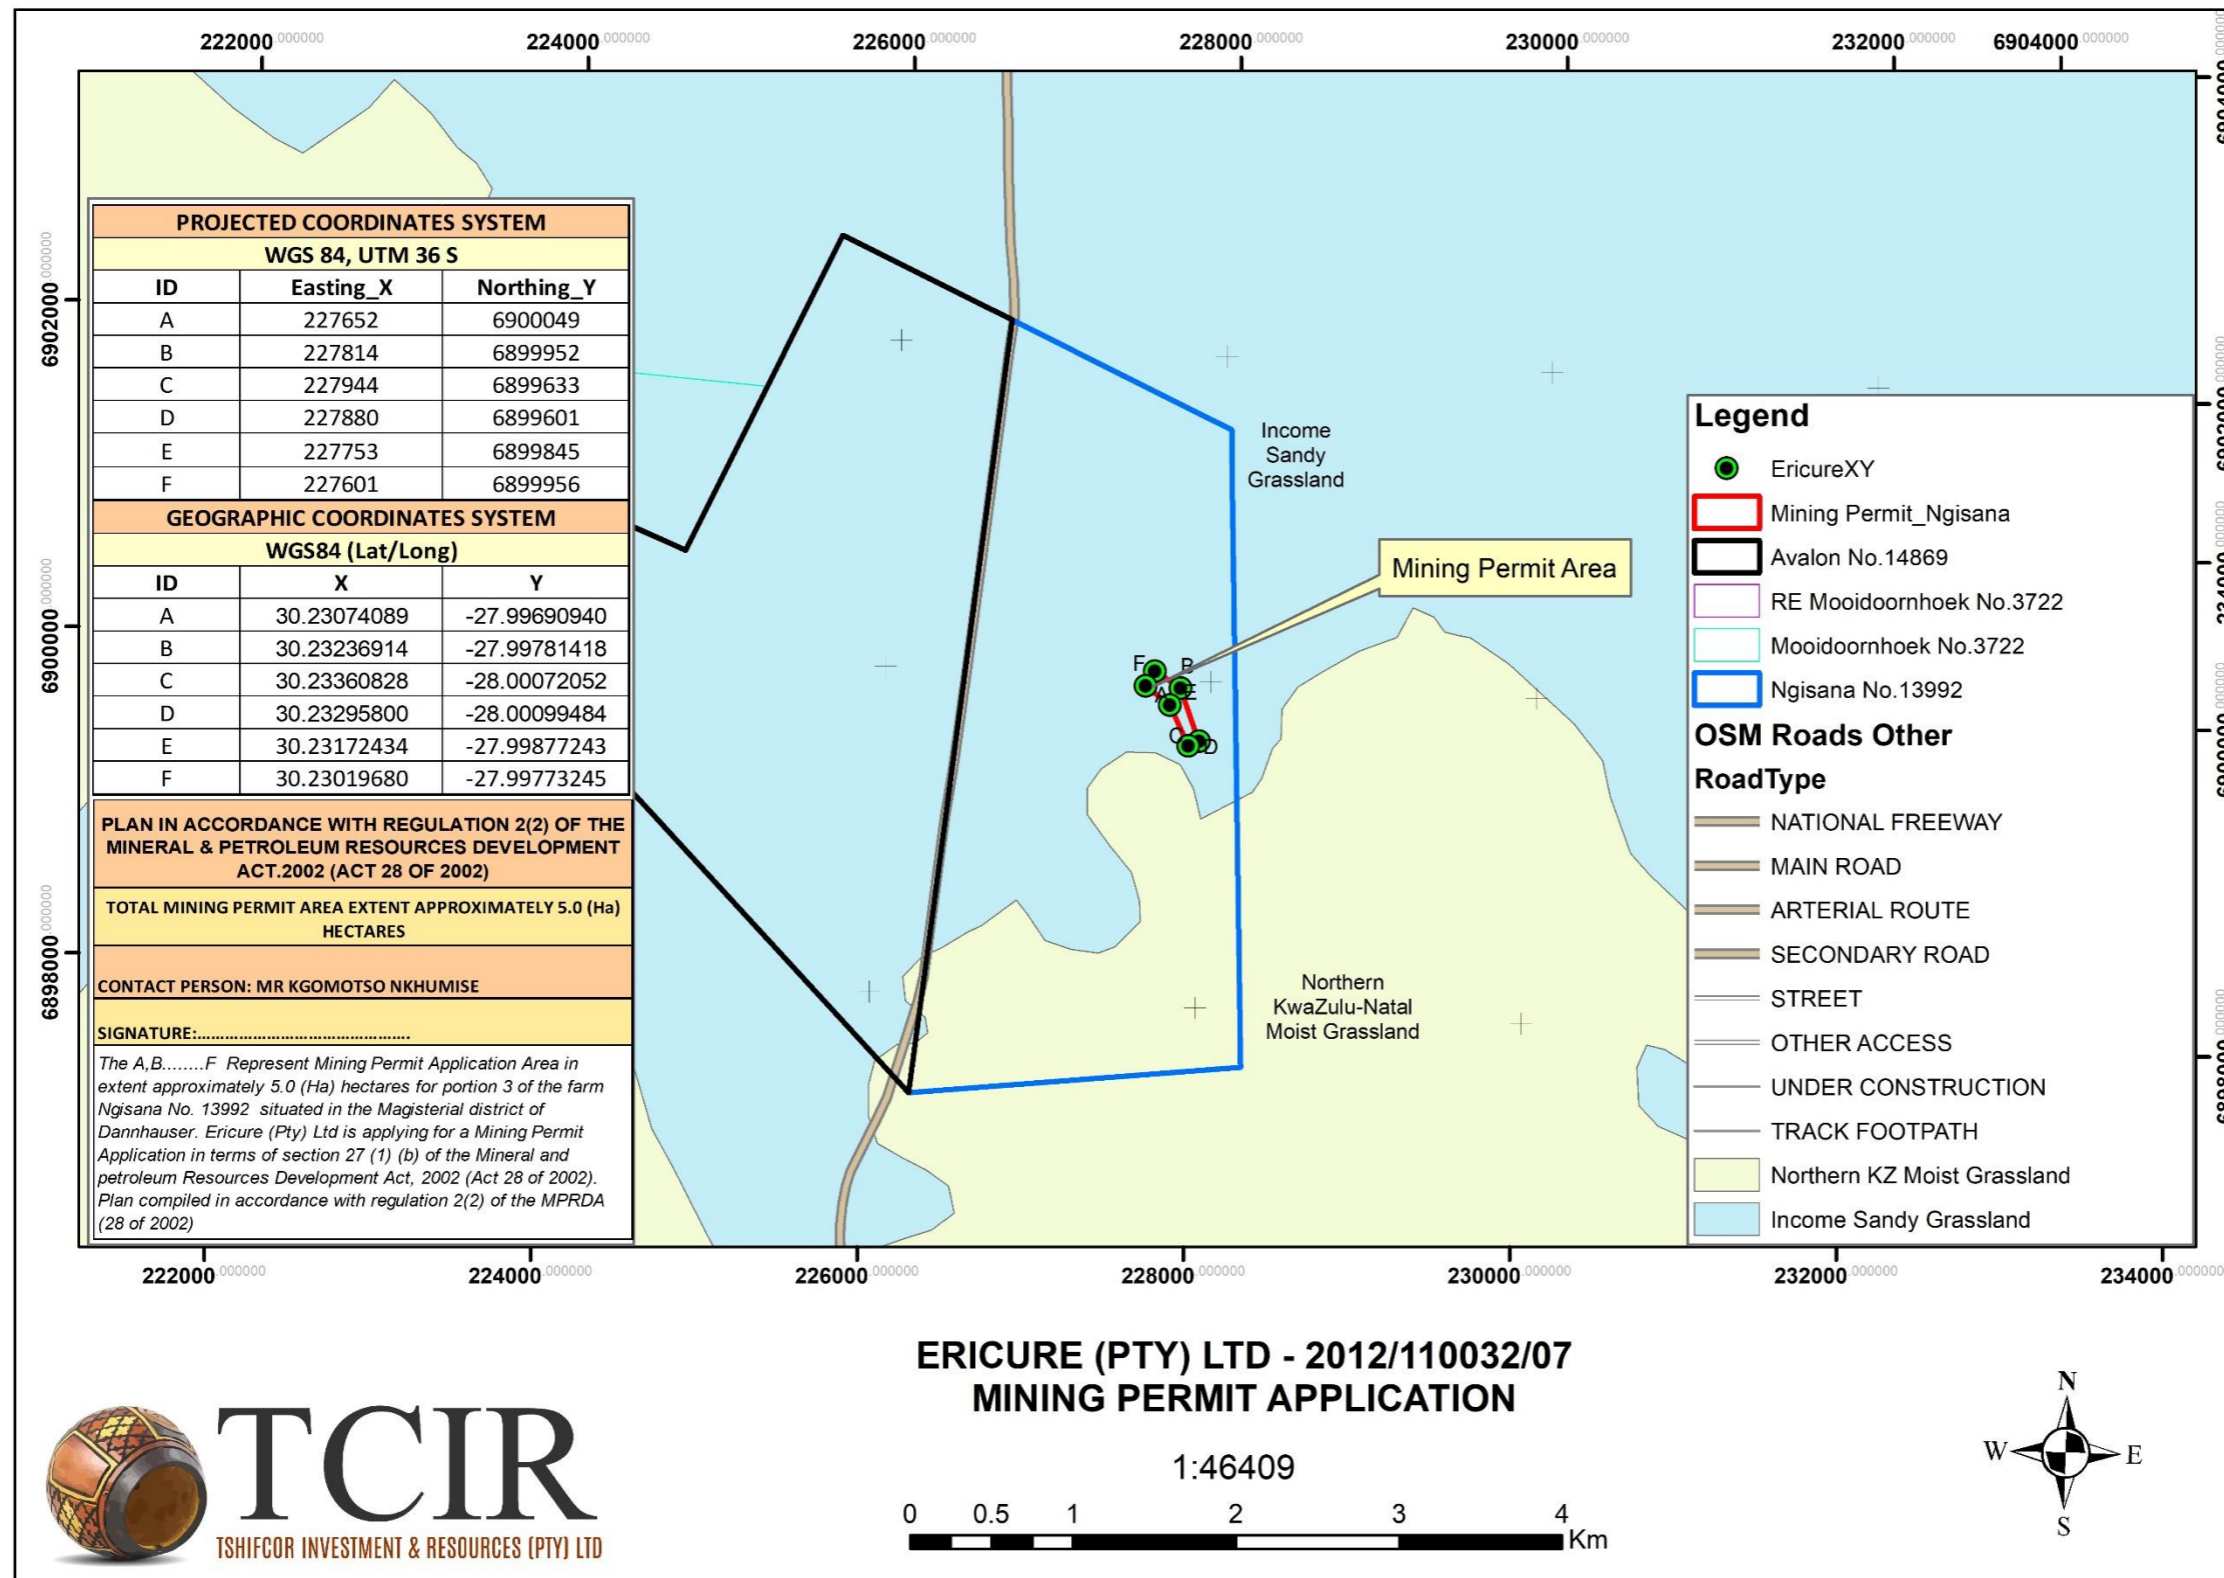 222000.000000 224000.000000 226000.000000 228000.000000 230000.000000 232000.000000 6904000.000000
6904000.000000
6902000.000000
6902000.000000
234000.000000
6900000.000000
6900000.000000
6898000.000000
6898000.000000
PROJECTED COORDINATES SYSTEM
WGS 84, UTM 36 S
ID Easting_X Northing_Y
A 227652 6900049
B 227814 6899952
C 227944 6899633
D 227880 6899601
E 227753 6899845
F 227601 6899956
GEOGRAPHIC COORDINATES SYSTEM
WGS84 (Lat/Long)
ID X Y
A 30.23074089 -27.99690940
B 30.23236914 -27.99781418
C 30.23360828 -28.00072052
D 30.23295800 -28.00099484
E 30.23172434 -27.99877243
F 30.23019680 -27.99773245
PLAN IN ACCORDANCE WITH REGULATION 2(2) OF THE
MINERAL & PETROLEUM RESOURCES DEVELOPMENT
ACT.2002 (ACT 28 OF 2002)
TOTAL MINING PERMIT AREA EXTENT APPROXIMATELY 5.0 (Ha)
HECTARES
CONTACT PERSON: MR KGOMOTSO NKHUMISE
SIGNATURE:..........................................
The A,B........F Represent Mining Permit Application Area in
extent approximately 5.0 (Ha) hectares for portion 3 of the farm
Ngisana No. 13992 situated in the Magisterial district of
Dannhauser. Ericure (Pty) Ltd is applying for a Mining Permit
Application in terms of section 27 (1) (b) of the Mineral and
petroleum Resources Development Act, 2002 (Act 28 of 2002).
Plan compiled in accordance with regulation 2(2) of the MPRDA
(28 of 2002)
Income
Sandy
Grassland
Mining Permit Area
F
B
A
E
C
D
Northern
KwaZulu-Natal
Moist Grassland
Legend
EricureXY
Mining Permit_Ngisana
Avalon No.14869
RE Mooidoornhoek No.3722
Mooidoornhoek No.3722
Ngisana No.13992
OSM Roads Other
RoadType
NATIONAL FREEWAY
MAIN ROAD
ARTERIAL ROUTE
SECONDARY ROAD
STREET
OTHER ACCESS
UNDER CONSTRUCTION
TRACK FOOTPATH
Northern KZ Moist Grassland
Income Sandy Grassland
222000.000000 224000.000000 226000.000000 228000.000000 230000.000000 232000.000000 234000.000000
ERICURE (PTY) LTD - 2012/110032/07
MINING PERMIT APPLICATION
1:46409
0 0.5 1 2 3 4
Km
TCIR
TSHIFCOR INVESTMENT & RESOURCES (PTY) LTD
N
W E
S